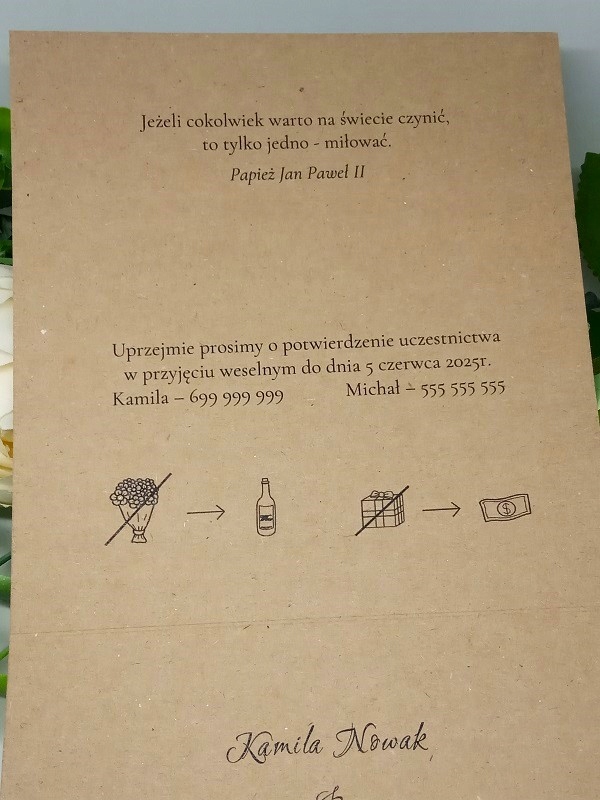 Jeżeli cokolwiek warto na świecie czynić,
to tylko jedno - miłować.
Papież Jan Paweł II
Uprzejmie prosimy o potwierdzenie uczestnictwa
w przyjęciu weselnym do dnia 5 czerwca 2025r.
Kamila – 699 999 999 Michał – 555 555 555
$
Kamila Nowak
&